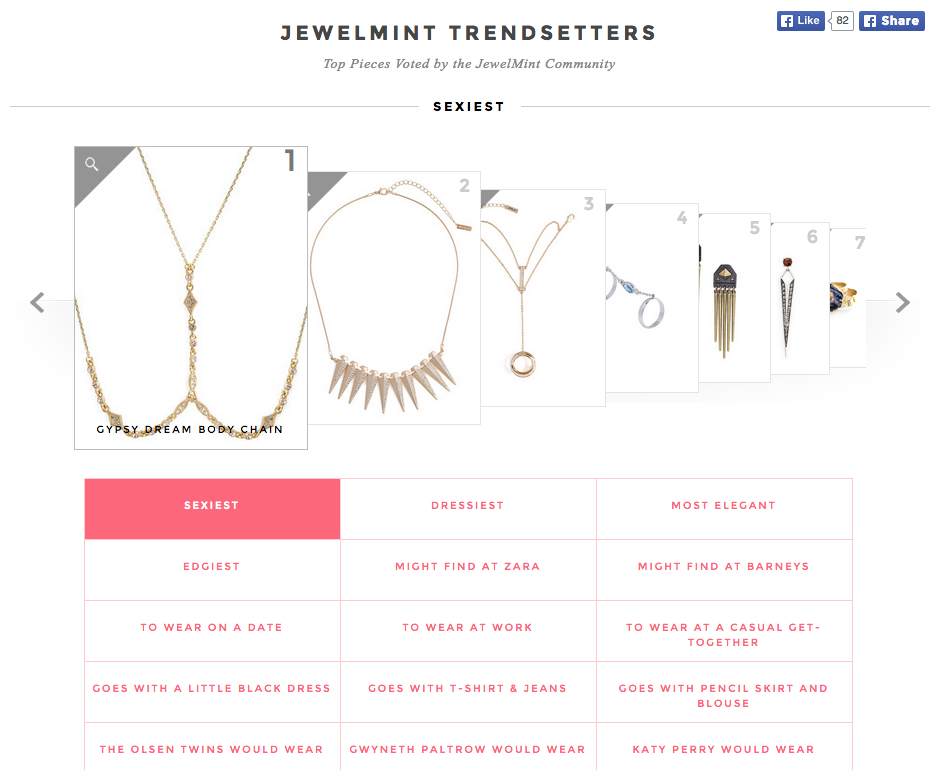 JEWELMINT TRENDSETTERS
Like 82 Share
Top Pieces Voted by the JewelMint Community
SEXIEST
1
2
3
4
5
6
7
GYPSY DREAM BODY CHAIN
SEXIEST
DRESSIEST
MOST ELEGANT
EDGIEST
MIGHT FIND AT ZARA
MIGHT FIND AT BARNEYS
TO WEAR ON A DATE
TO WEAR AT WORK
TO WEAR AT A CASUAL GET-
TOGETHER
GOES WITH A LITTLE BLACK DRESS
GOES WITH T-SHIRT & JEANS
GOES WITH PENCIL SKIRT AND
BLOUSE
THE OLSEN TWINS WOULD WEAR
GWYNETH PALTROW WOULD WEAR
KATY PERRY WOULD WEAR